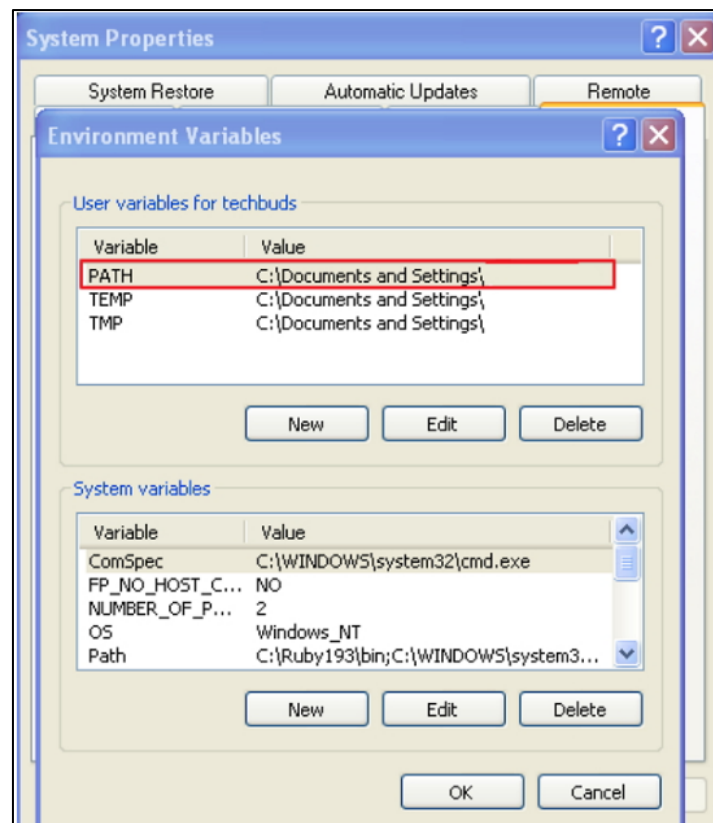 System Properties
System Restore Automatic Updates Remote
Environment Variables
User variables for techbuds
Variable Value
PATH C:\Documents and Settings\
TEMP C:\Documents and Settings\
TMP C:\Documents and Settings\
New Edit Delete
System variables
Variable Value
ComSpec C:\WINDOWS\system32\cmd.exe
FP_NO_HOST_C... NO
NUMBER_OF_P... 2
OS Windows_NT
Path C:\Ruby193\bin;C:\WINDOWS\system3...
New Edit Delete
OK Cancel